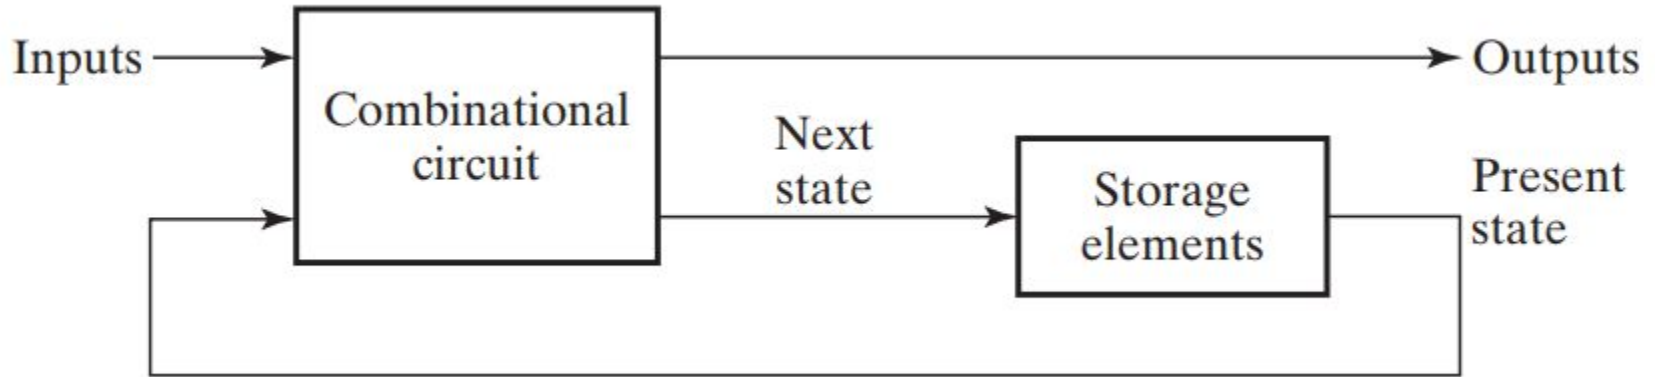 Inputs
Combinational
circuit
Next
state
Storage
elements
Outputs
Present
state